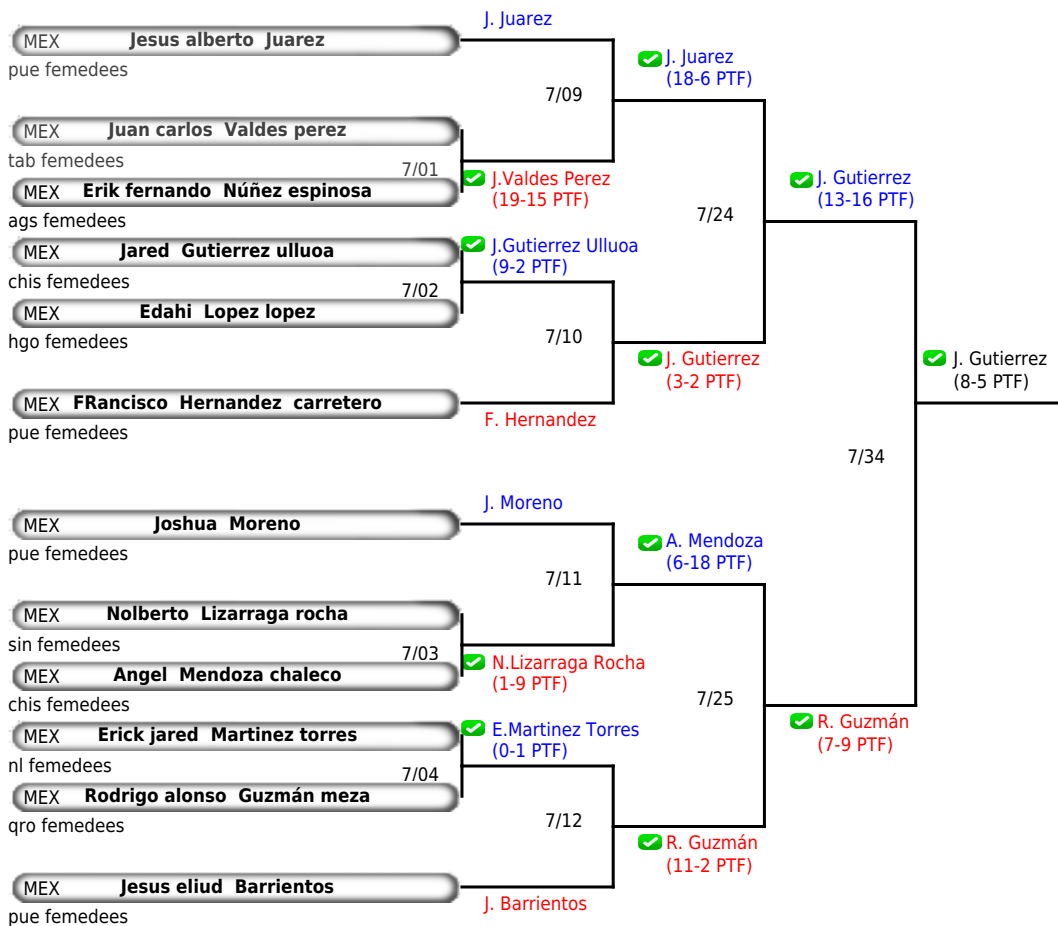 J. Juarez
MEX Jesus alberto Juarez
pue femedees
J. Juarez
(18-6 PTF)
7/09
MEX Juan carlos Valdes perez
tab femedees
7/01
J.Valdes Perez
(19-15 PTF)
MEX Erik fernando Núñez espinosa
ags femedees
J. Gutierrez
(13-16 PTF)
7/24
MEX Jared Gutierrez ulluoa
chis femedees
J.Gutierrez Ulluoa
(9-2 PTF)
7/02
MEX Edahi Lopez lopez
hgo femedees
7/10
J. Gutierrez
(3-2 PTF)
J. Gutierrez
(8-5 PTF)
MEX FRancisco Hernandez carretero
pue femedees
F. Hernandez
7/34
J. Moreno
MEX Joshua Moreno
pue femedees
A. Mendoza
(6-18 PTF)
7/11
MEX Nolberto Lizarraga rocha
sin femedees
7/03
N.Lizarraga Rocha
(1-9 PTF)
MEX Angel Mendoza chaleco
chis femedees
7/25
MEX Erick jared Martinez torres
nl femedees
E.Martinez Torres
(0-1 PTF)
R. Guzmán
(7-9 PTF)
7/04
MEX Rodrigo alonso Guzmán meza
qro femedees
7/12
R. Guzmán
(11-2 PTF)
MEX Jesus eliud Barrientos
pue femedees
J. Barrientos